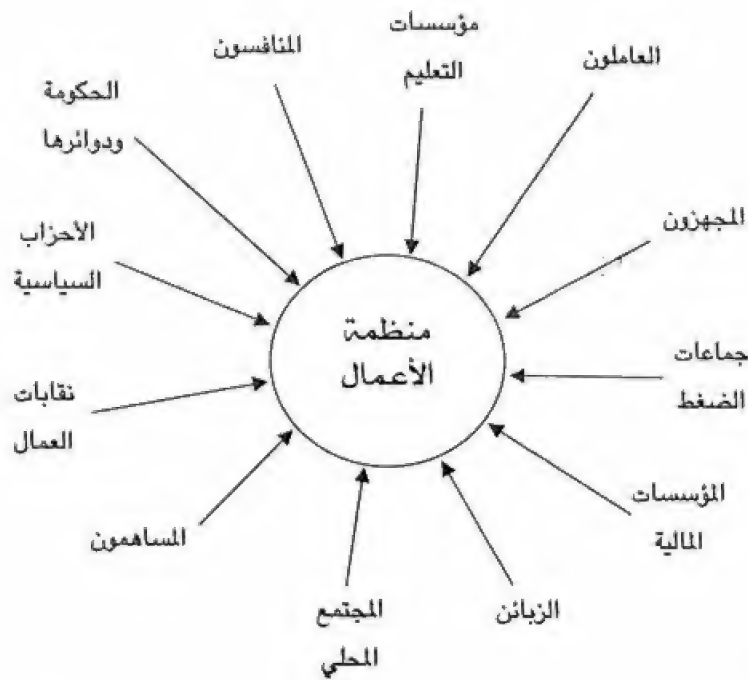 مؤسسات
التعليم
العاملون
المجهزون
جماعات
الضغط
المؤسسات
المالية
الزبائن
المجتمع
المحلي
المساهمون
نقابات
العمال
الأحزاب
السياسية
الحكومة
ودوائرها
المنافسون
منظمة
الأعمال